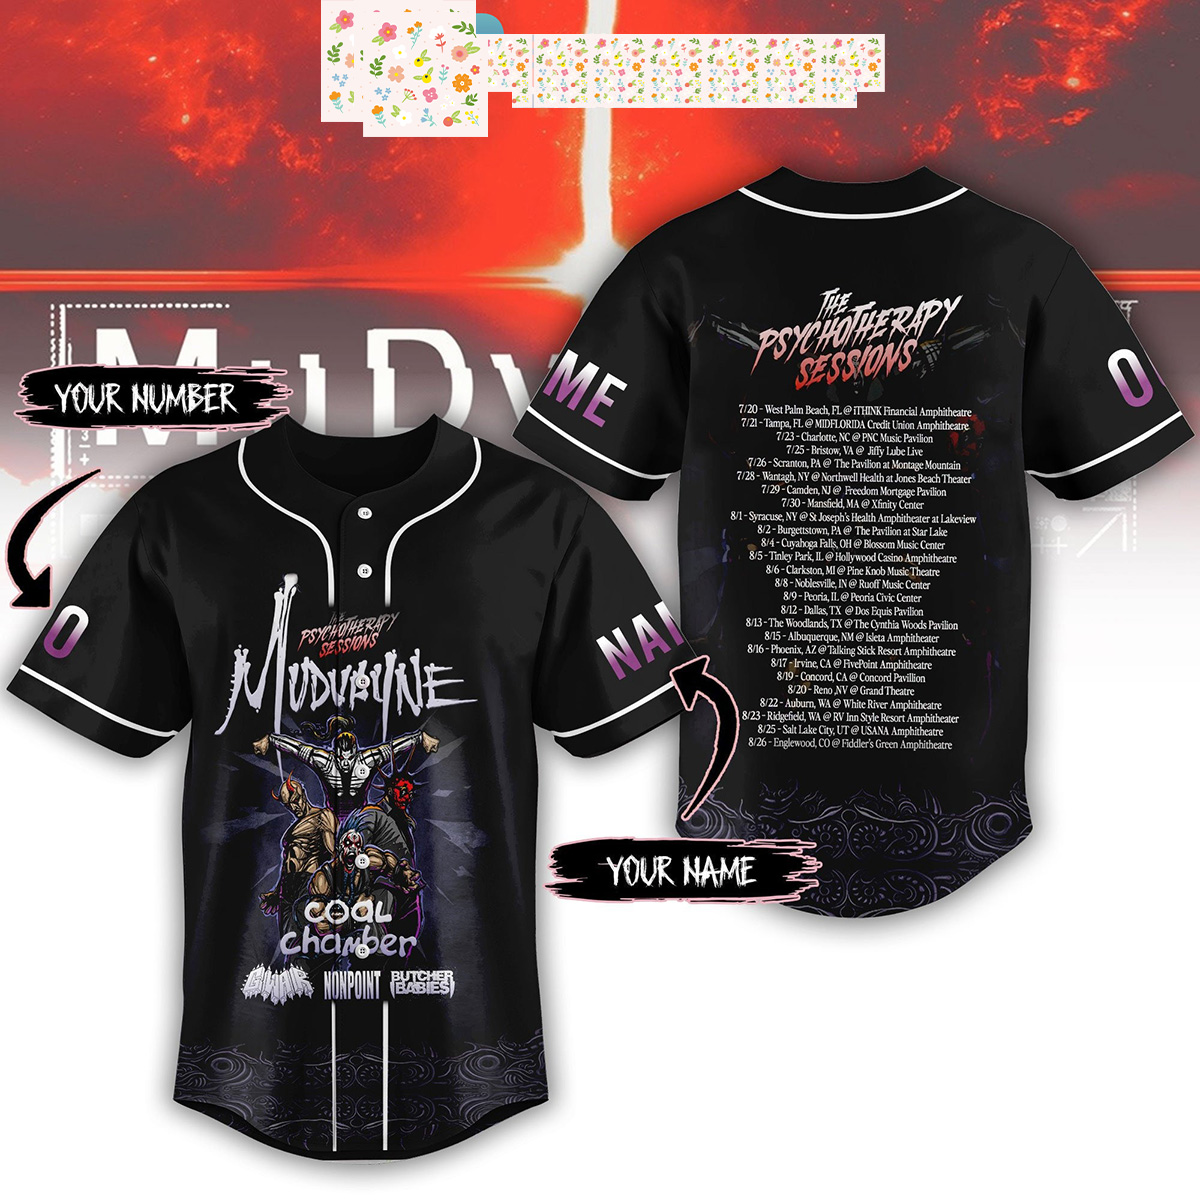 MuDv
YOUR NUMBER
THE
PSYCHOTHERAPY
SESSIONS
ME
0
7/20 - West Palm Beach, FL @ iTHINK Financial Amphitheatre
7/21 - Tampa, FL @ MIDFLORIDA Credit Union Amphitheatre
7/23 - Charlotte, NC @ PNC Music Pavilion
7/25 - Bristow, VA @ Jiffy Lube Live
7/26 - Scranton, PA @ The Pavilion at Montage Mountain
7/28 - Wantagh, NY @ Northwell Health at Jones Beach Theater
7/29 - Camden, NJ @ Freedom Mortgage Pavilion
7/30 - Mansfield, MA @ Xfinity Center
8/1 - Syracuse, NY @ St Joseph's Health Amphitheater at Lakeview
8/2 - Burgettstown, PA @ The Pavilion at Star Lake
8/4 - Cuyahoga Falls, OH @ Blossom Music Center
8/5 - Tinley Park, IL @ Hollywood Casino Amphitheatre
8/6 - Clarkston, MI @ Pine Knob Music Theatre
8/8 - Noblesville, IN @ Ruoff Music Center
8/9 - Peoria, IL @ Peoria Civic Center
8/12 - Dallas, TX @ Dos Equis Pavilion
8/13 - The Woodlands, TX @ The Cynthia Woods Pavilion
8/15 - Albuquerque, NM @ Isleta Amphitheater
8/16 - Phoenix, AZ @ Talking Stick Resort Amphitheatre
8/17 - Irvine, CA @ FivePoint Amphitheatre
8/19 - Concord, CA @ Concord Pavillion
8/20 - Reno ,NV @ Grand Theatre
8/22 - Auburn, WA @ White River Amphitheatre
8/23 - Ridgefield, WA @ RV Inn Style Resort Amphitheater
8/25 - Salt Lake City, UT @ USANA Amphitheatre
8/26 - Englewood, CO @ Fiddler's Green Amphitheatre
0
NAI
THE
PSYCHOTHERAPY
SESSIONS
MUDVAYNE
COAL
chamber
GWAR NONPOINT BUTCHER BABIES
YOUR NAME